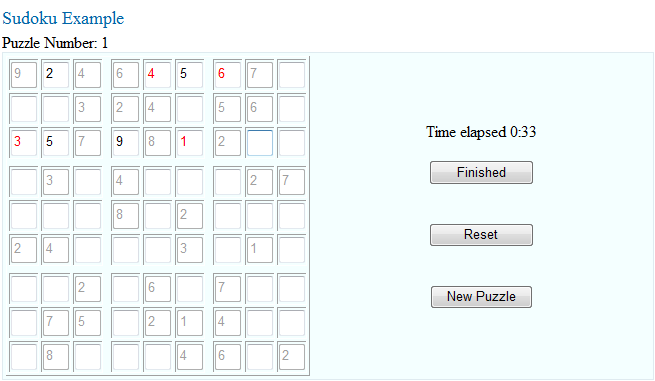 Sudoku Example
Puzzle Number: 1
9 2 4 6 4 5 6 7
3 2 4 5 6
Time elapsed 0:33
3 5 7 9 8 1 2
Finished
3 4 2 7
8 2
Reset
2 4 3 1
2 6 7
New Puzzle
7 5 2 1 4
8 4 6 2